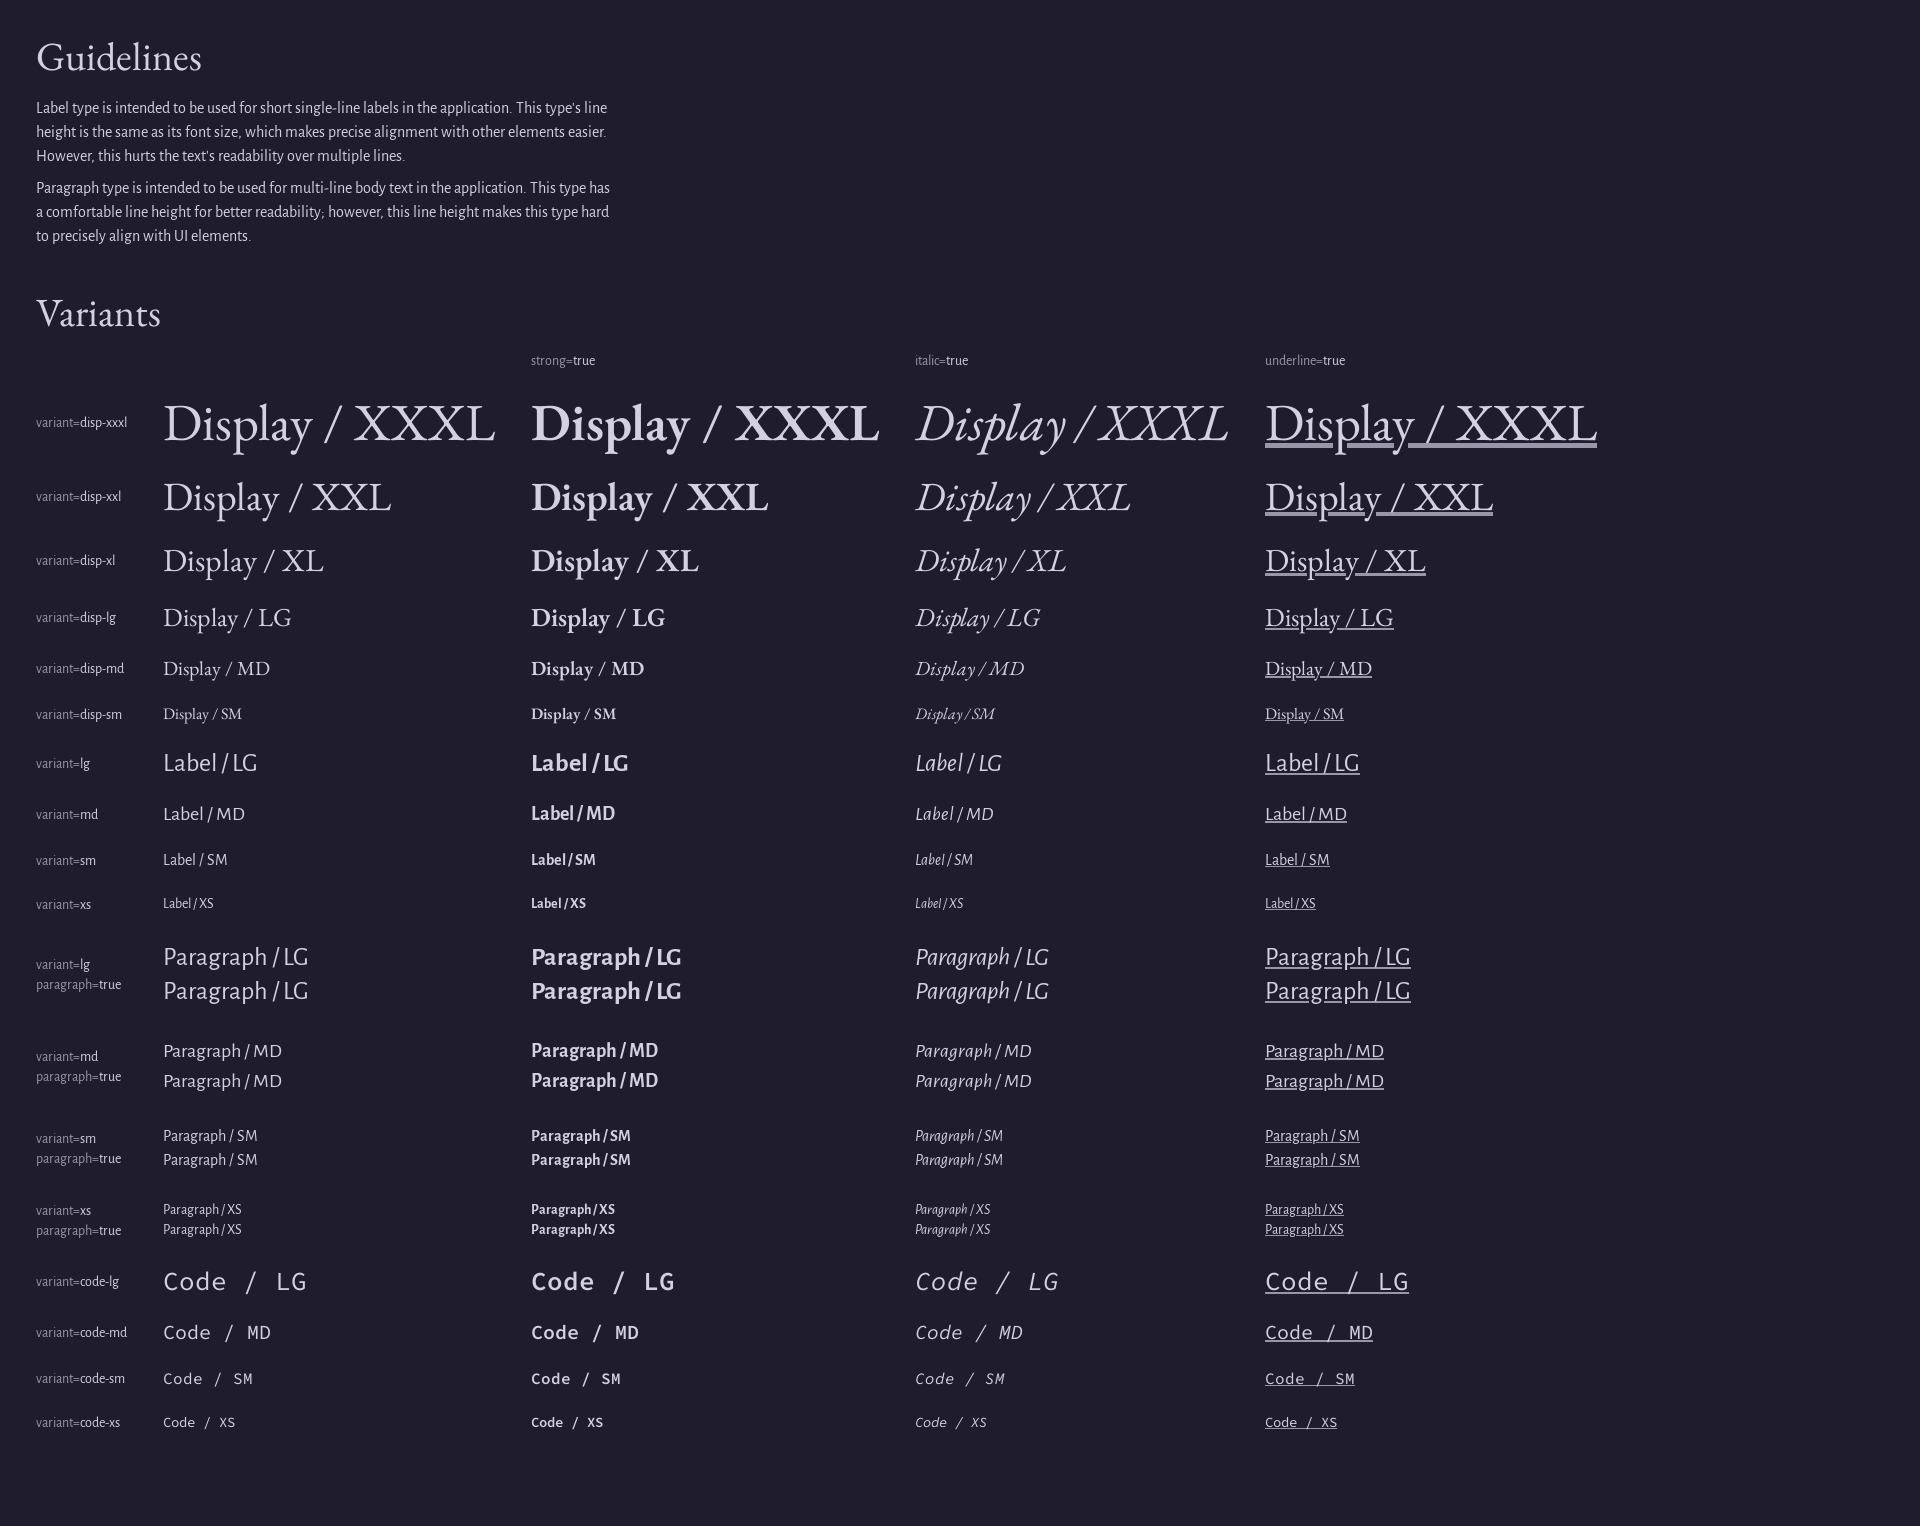 Guidelines
Label type is intended to be used for short single-line labels in the application. This type's line
height is the same as its font size, which makes precise alignment with other elements easier.
However, this hurts the text's readability over multiple lines.
Paragraph type is intended to be used for multi-line body text in the application. This type has
a comfortable line height for better readability; however, this line height makes this type hard
to precisely align with UI elements.
Variants
strong=true italic=true underline=true
variant=disp-xxxl Display / XXXL Display / XXXL Display / XXXL Display / XXXL
variant=disp-xxl Display / XXL Display / XXL Display / XXL Display / XXL
variant=disp-xl Display / XL Display / XL Display / XL Display / XL
variant=disp-lg Display / LG Display / LG Display / LG Display / LG
variant=disp-md Display / MD Display / MD Display / MD Display / MD
variant=disp-sm Display / SM Display / SM Display / SM Display / SM
variant=lg Label / LG Label / LG Label / LG Label / LG
variant=md Label / MD Label / MD Label / MD Label / MD
variant=sm Label / SM Label / SM Label / SM Label / SM
variant=xs Label / XS Label / XS Label / XS Label / XS
variant=lg Paragraph / LG Paragraph / LG Paragraph / LG Paragraph / LG
paragraph=true Paragraph / LG Paragraph / LG Paragraph / LG Paragraph / LG
variant=md Paragraph / MD Paragraph / MD Paragraph / MD Paragraph / MD
paragraph=true Paragraph / MD Paragraph / MD Paragraph / MD Paragraph / MD
variant=sm Paragraph / SM Paragraph / SM Paragraph / SM Paragraph / SM
paragraph=true Paragraph / SM Paragraph / SM Paragraph / SM Paragraph / SM
variant=xs Paragraph / XS Paragraph / XS Paragraph / XS Paragraph / XS
paragraph=true Paragraph / XS Paragraph / XS Paragraph / XS Paragraph / XS
variant=code-lg Code / LG Code / LG Code / LG Code / LG
variant=code-md Code / MD Code / MD Code / MD Code / MD
variant=code-sm Code / SM Code / SM Code / SM Code / SM
variant=code-xs Code / XS Code / XS Code / XS Code / XS